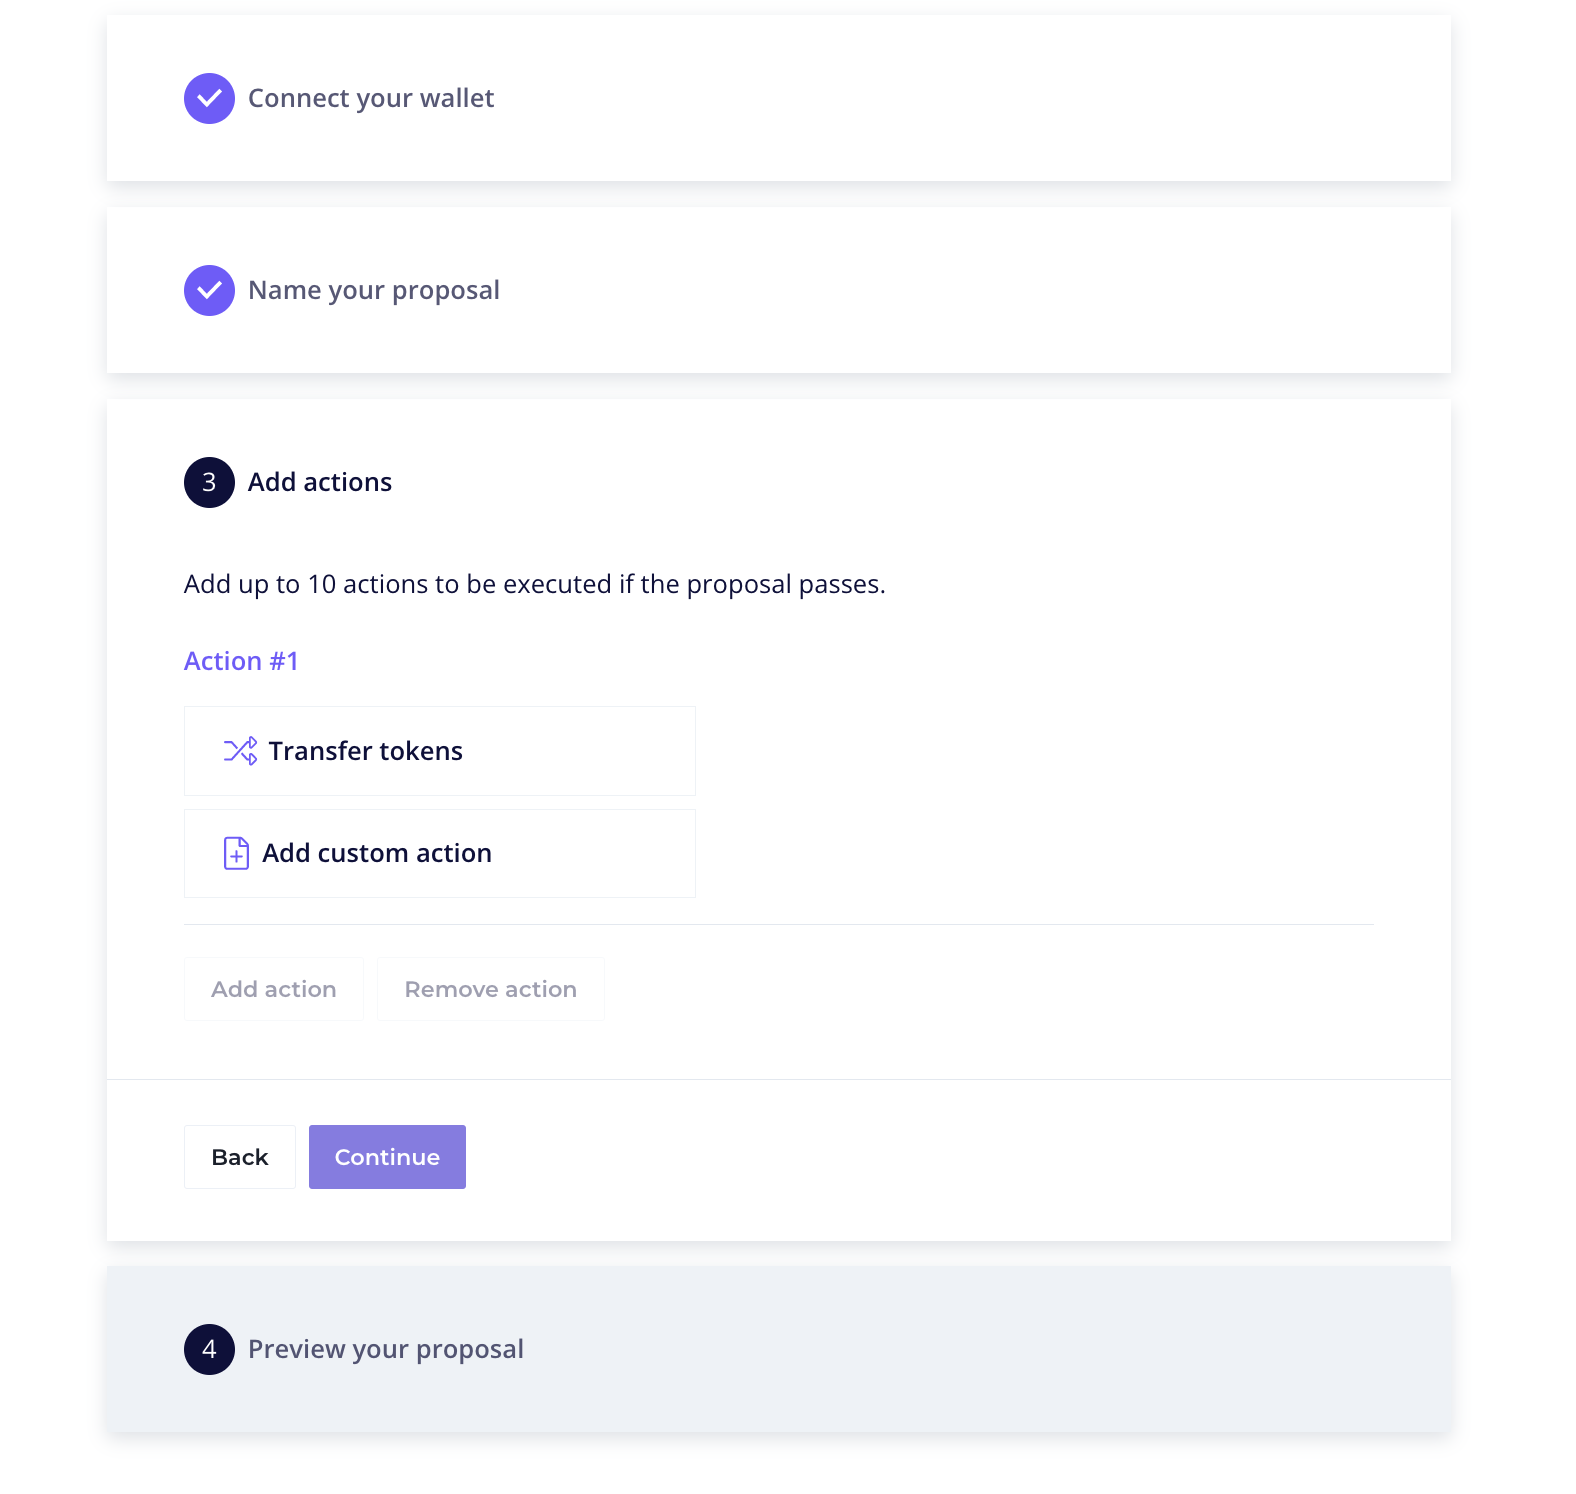 Connect your wallet
Name your proposal
3 Add actions
Add up to 10 actions to be executed if the proposal passes.
Action #1
Transfer tokens
Add custom action
Add action Remove action
Back Continue
4 Preview your proposal